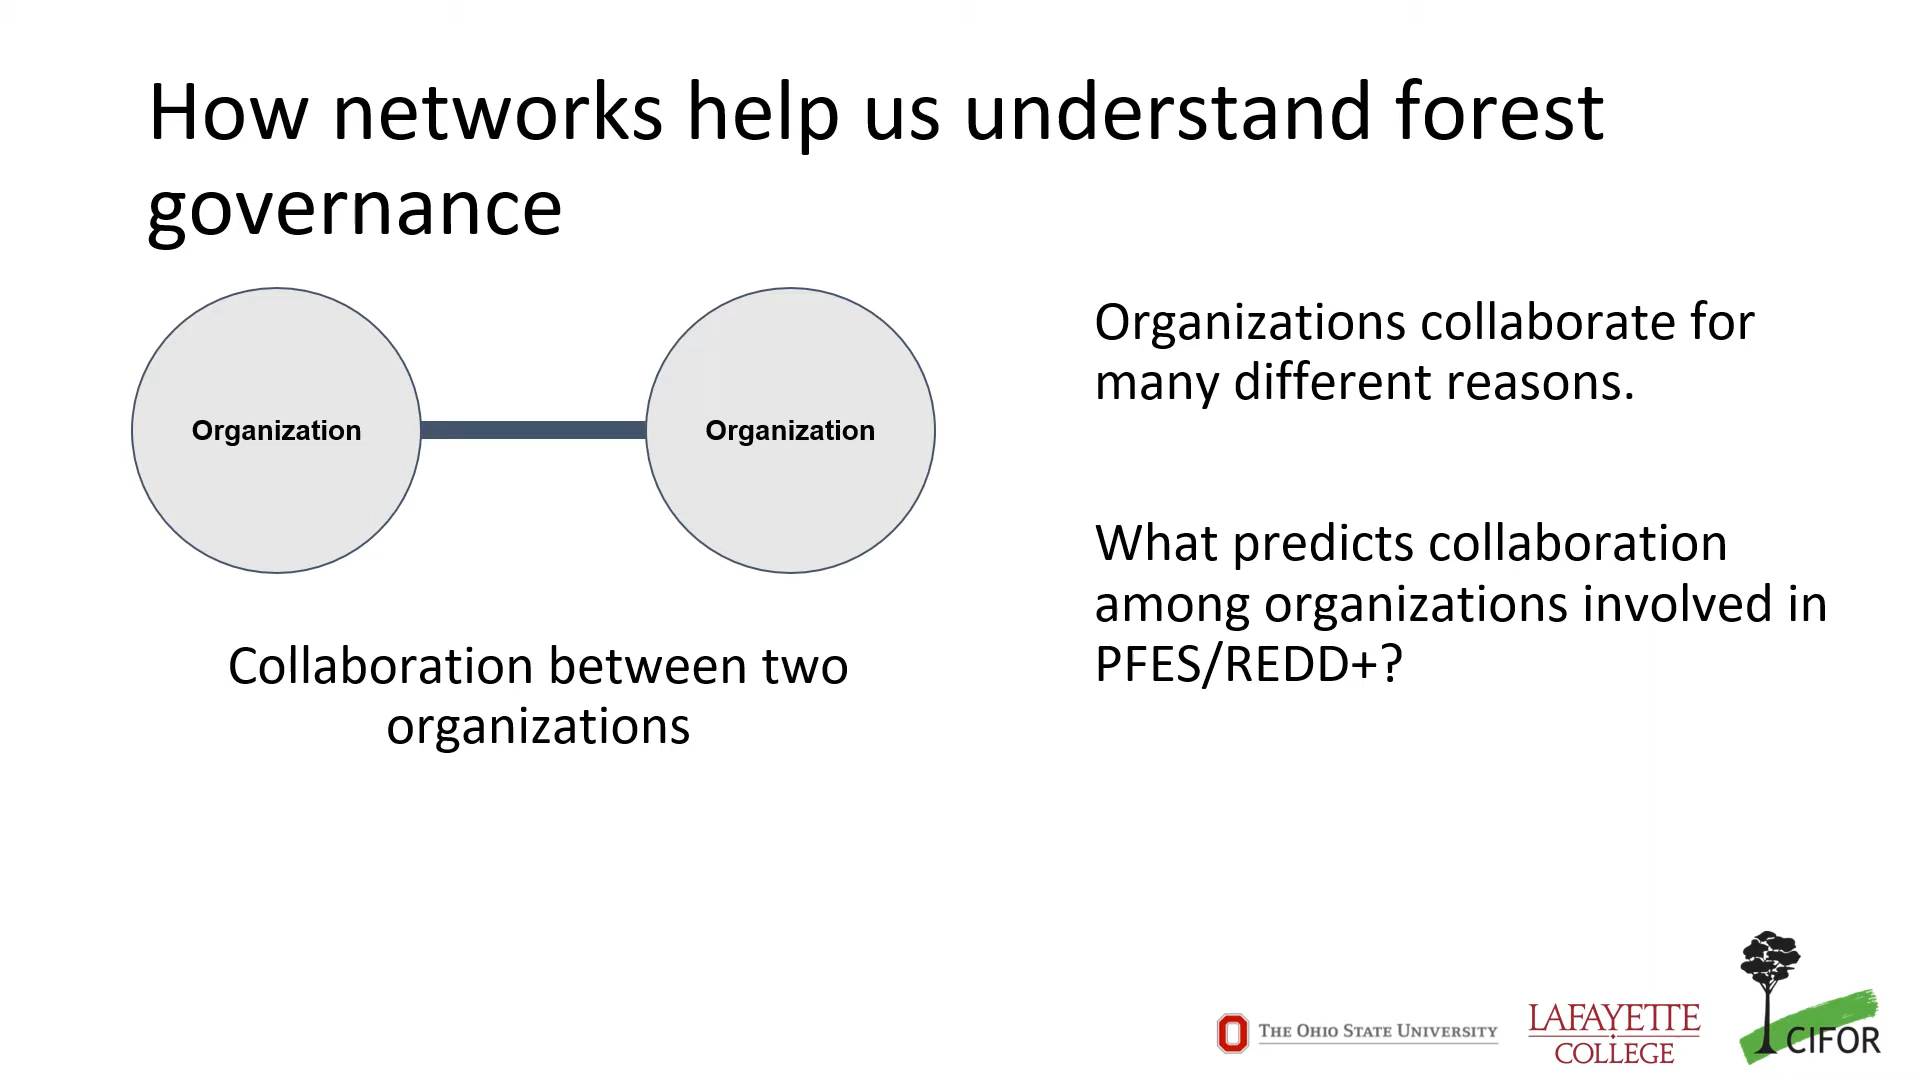 How networks help us understand forest
governance
Organization
Organization
Collaboration between two
organizations
Organizations collaborate for
many different reasons.
What predicts collaboration
among organizations involved in
PFES/REDD+?
THE OHIO STATE UNIVERSITY
LAFAYETTE
COLLEGE
CIFOR